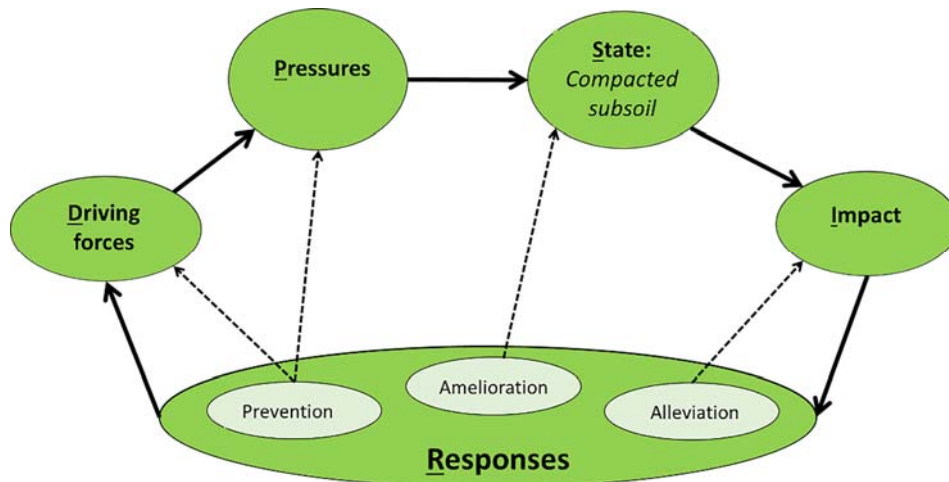 Pressures
State:
Compacted
subsoil
Driving
forces
Impact
Prevention
Amelioration
Alleviation
Responses